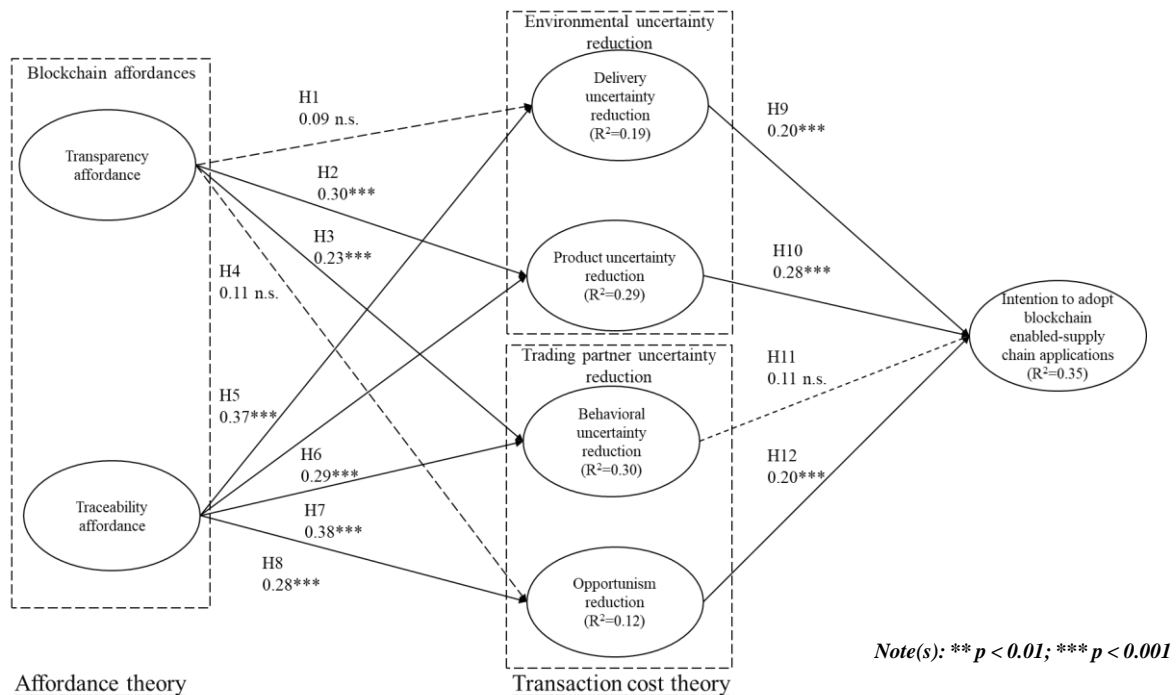 Blockchain affordances
Transparency
affordance
Traceability
affordance
Affordance theory
H1
0.09 n.s.
H2
0.30***
H3
0.23***
H4
0.11 n.s.
H5
0.37***
H6
0.29***
H7
0.38***
H8
0.28***
Environmental uncertainty
reduction
Delivery
uncertainty
reduction
(R²=0.19)
Product uncertainty
reduction
(R²=0.29)
Trading partner uncertainty
reduction
Behavioral
uncertainty
reduction
(R²=0.30)
Opportunism
reduction
(R²=0.12)
Transaction cost theory
H9
0.20***
H10
0.28***
H11
0.11 n.s.
H12
0.20***
Intention to adopt
blockchain
enabled-supply
chain applications
(R²=0.35)
Note(s): ** p < 0.01; *** p < 0.001